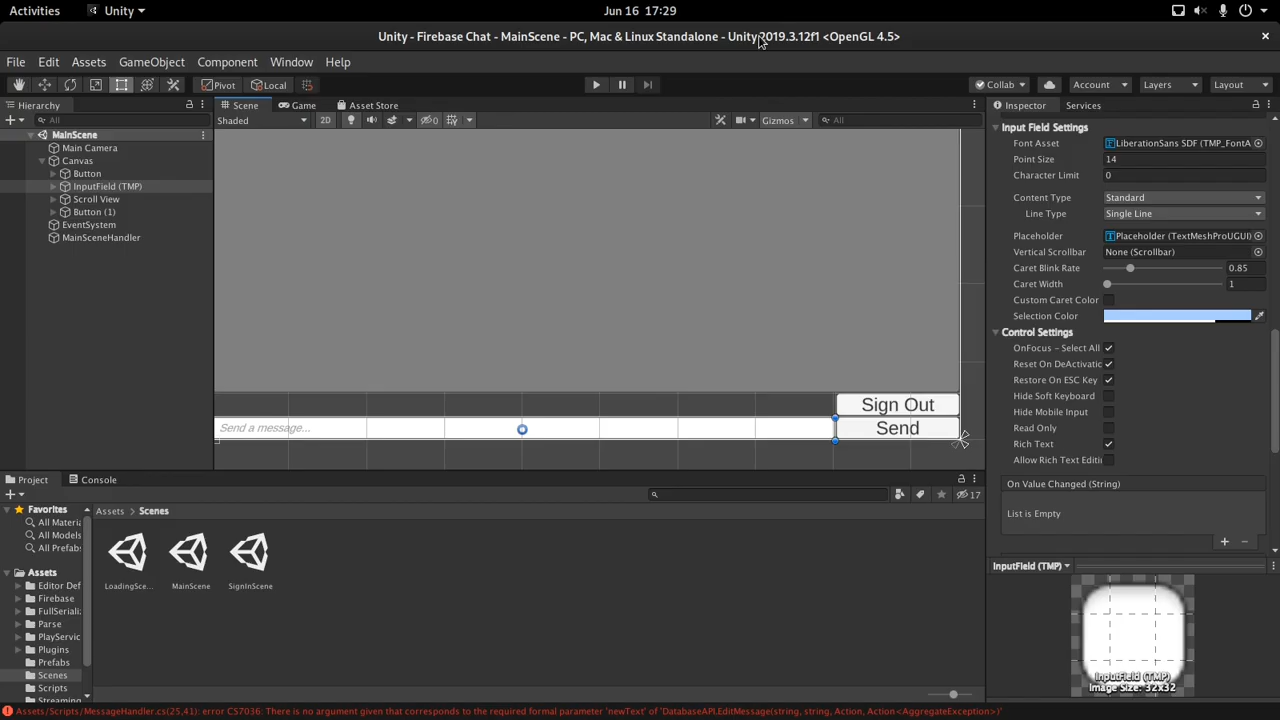 Activities Unity Jun 16 17:29
Unity - Firebase Chat - MainScene - PC, Mac & Linux Standalone - Unity 2019.3.12f1 <OpenGL 4.5>
File Edit Assets GameObject Component Window Help
Pivot Local Collab Account Layers Layout
Hierarchy
All
MainScene
Main Camera
Canvas
Button
InputField (TMP)
Scroll View
Button (1)
EventSystem
MainSceneHandler
Scene Game Asset Store
Shaded 2D 0 Gizmos All
Sign Out
Send a message... Send
Inspector Services
Input Field Settings
Font Asset LiberationSans SDF (TMP_FontA
Point Size 14
Character Limit 0
Content Type Standard
Line Type Single Line
Placeholder Placeholder (TextMeshProUGUI)
Vertical Scrollbar None (Scrollbar)
Caret Blink Rate 0.85
Caret Width 1
Custom Caret Color
Selection Color
Control Settings
OnFocus - Select All
Reset On DeActivatio
Restore On ESC Key
Hide Soft Keyboard
Hide Mobile Input
Read Only
Rich Text
Allow Rich Text Editin
On Value Changed (String)
List is Empty
InputField (TMP)
InputField (TMP)
Image Size: 32x32
Project Console
17
Favorites
All Materia
All Models
All Prefabs
Assets
Editor Def
Firebase
FullSerializ
Parse
PlayServic
Plugins
Prefabs
Scenes
Scripts
Streaming
Assets Scenes
LoadingSce... MainScene SignInScene
Assets/Scripts/MessageHandler.cs(25,41): error CS7036: There is no argument given that corresponds to the required formal parameter 'newText' of 'DatabaseAPI.EditMessage(string, string, Action, Action<AggregateException>)'